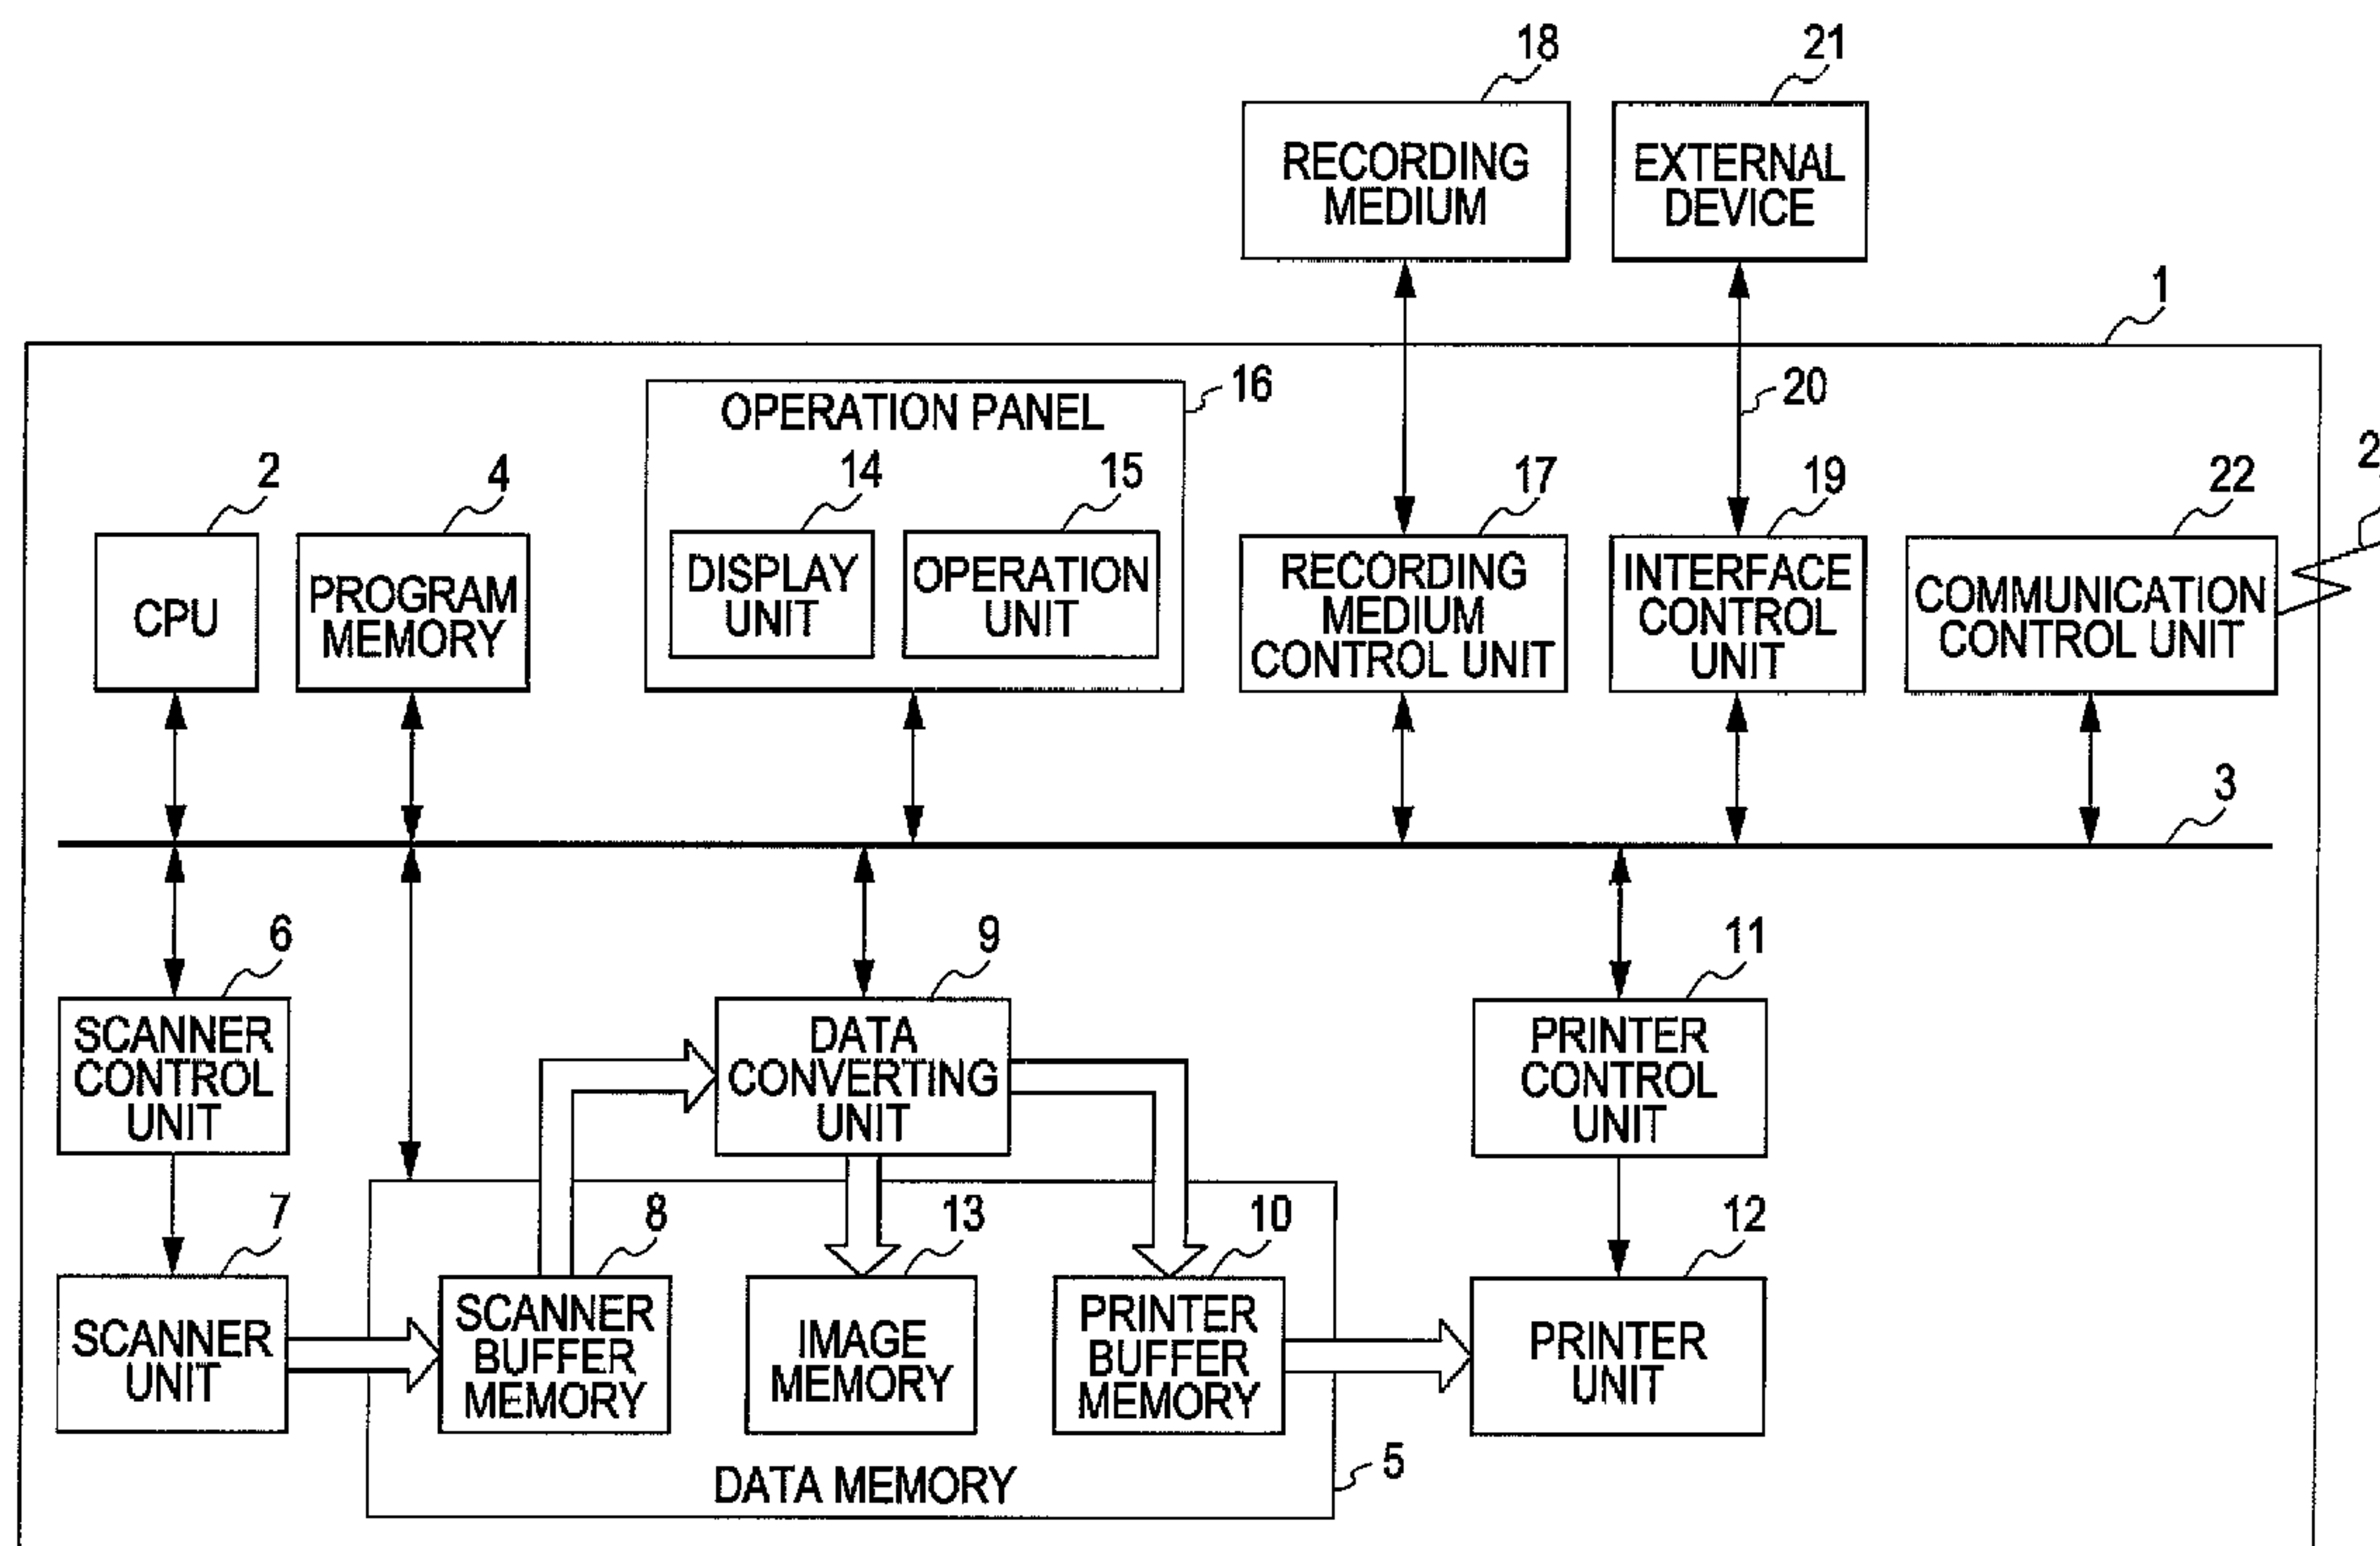 18
21
RECORDING
MEDIUM
EXTERNAL
DEVICE
1
16
20
OPERATION PANEL
2
4
14
15
17
19
22
2
CPU
PROGRAM
MEMORY
DISPLAY
UNIT
OPERATION
UNIT
RECORDING
MEDIUM
CONTROL UNIT
INTERFACE
CONTROL
UNIT
COMMUNICATION
CONTROL UNIT
3
6
9
11
SCANNER
CONTROL
UNIT
DATA
CONVERTING
UNIT
PRINTER
CONTROL
UNIT
7
8
13
10
12
SCANNER
UNIT
SCANNER
BUFFER
MEMORY
IMAGE
MEMORY
PRINTER
BUFFER
MEMORY
PRINTER
UNIT
DATA MEMORY
5